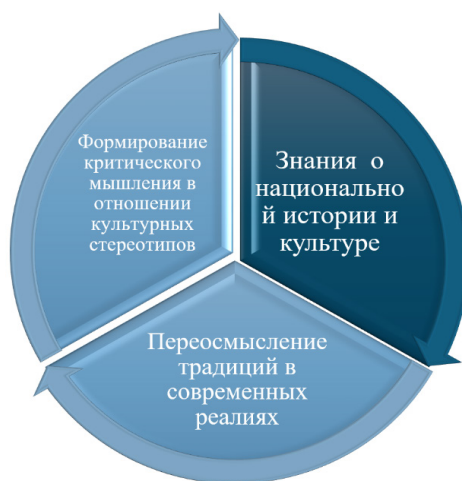 Формирование
критического
мышления в
отношении
культурных
стереотипов
Знания о
национально
й истории и
культуре
Переосмысление
традиций в
современных
реалиях